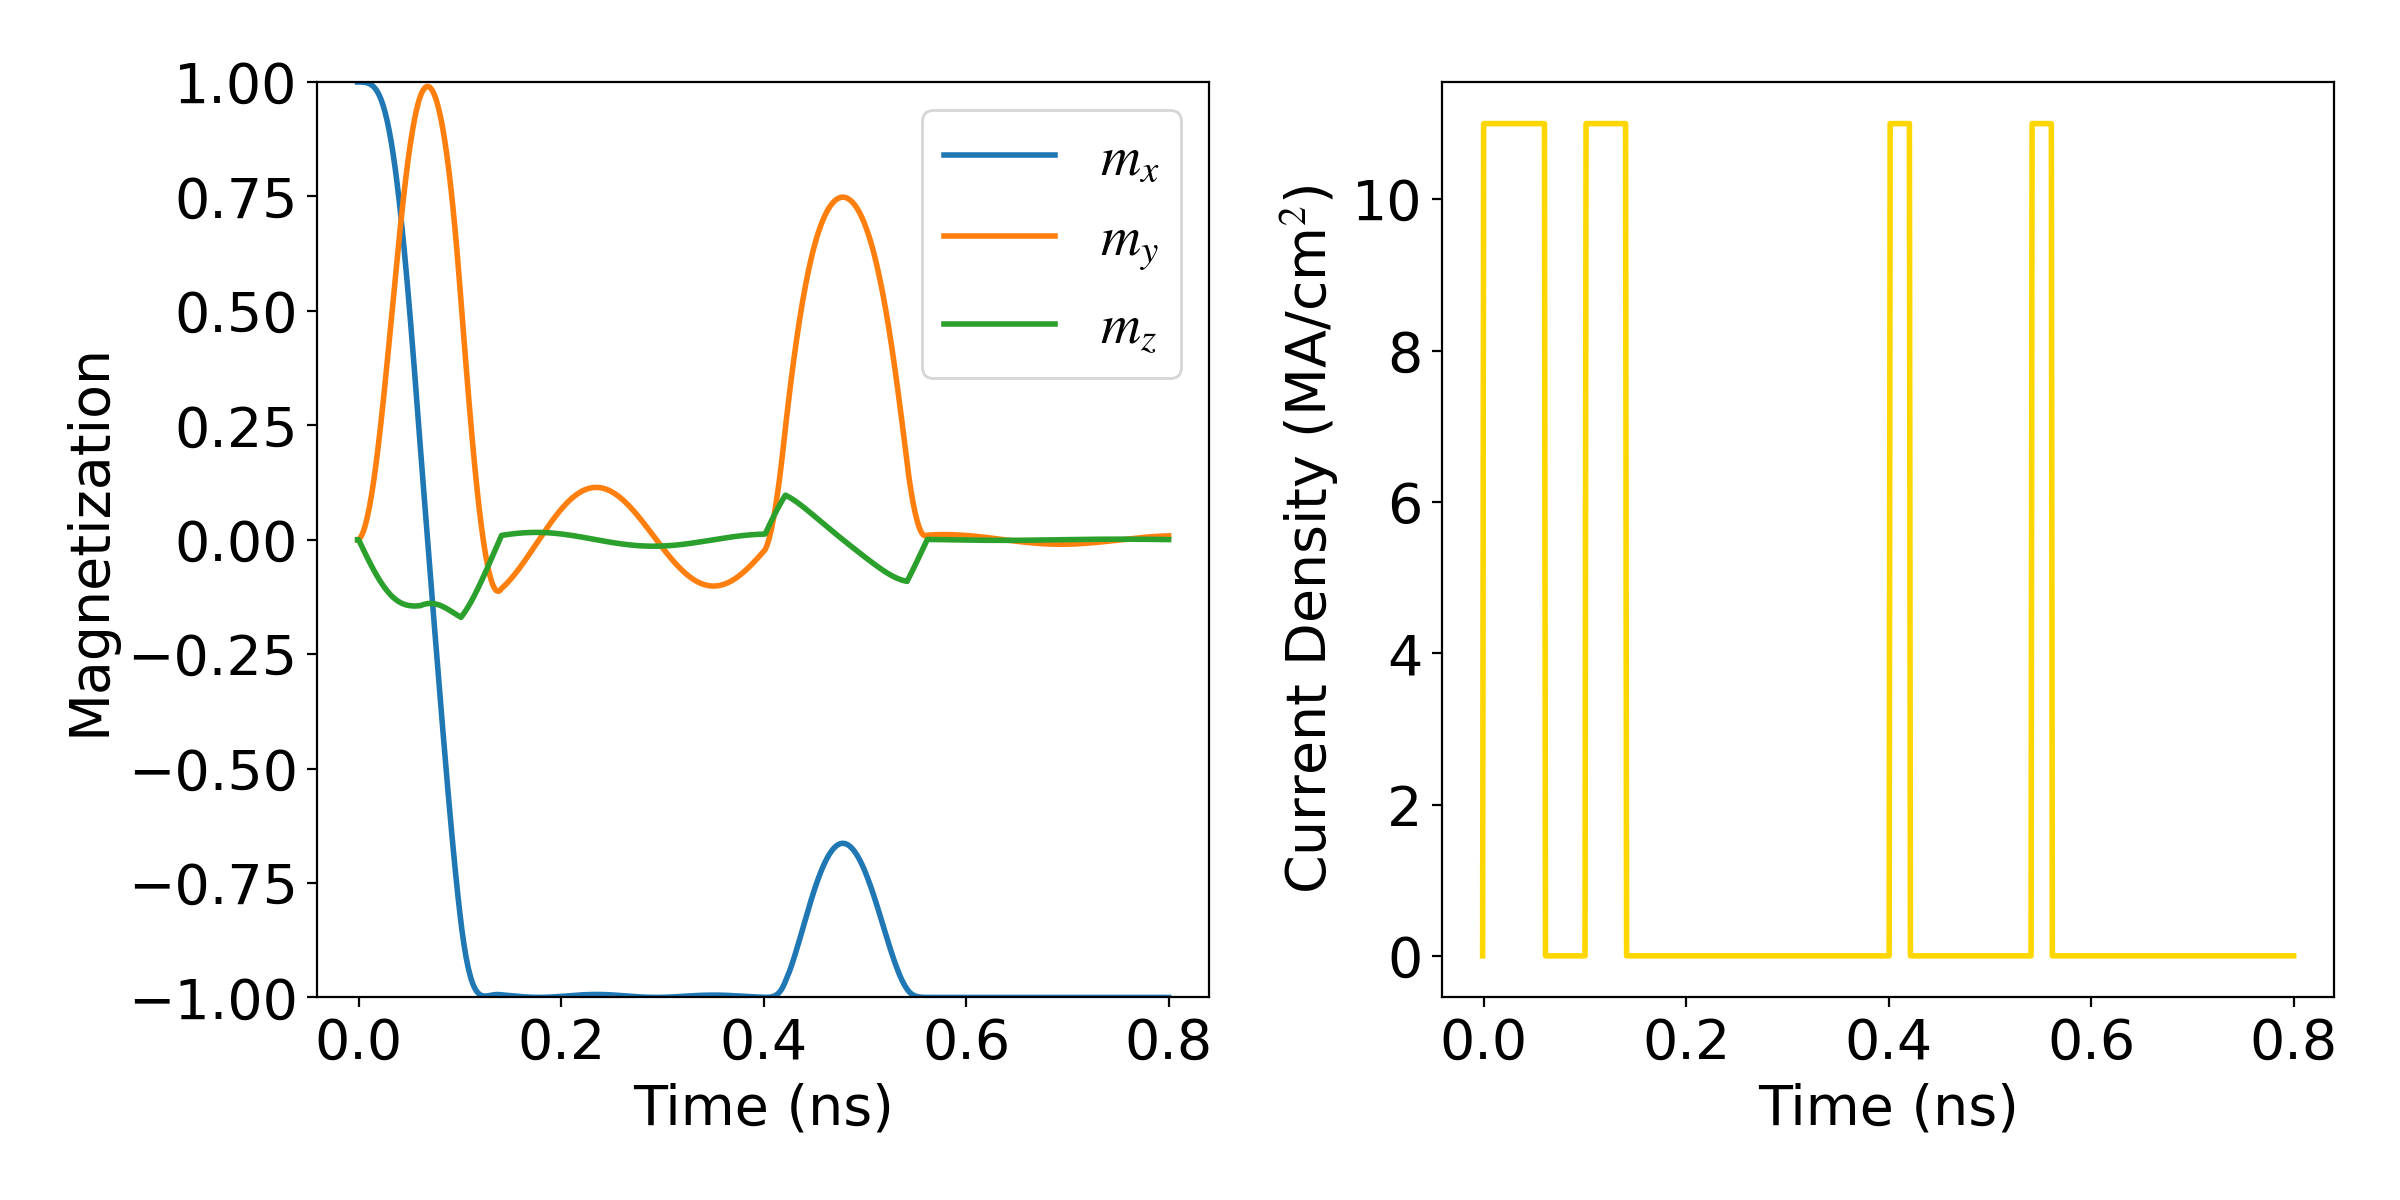 1.00
0.75
0.50
0.25
0.00
−0.25
−0.50
−0.75
−1.00
Magnetization
0.0 0.2 0.4 0.6 0.8
Time (ns)
m_x
m_y
m_z
10
8
6
4
2
0
Current Density (MA/cm²)
0.0 0.2 0.4 0.6 0.8
Time (ns)